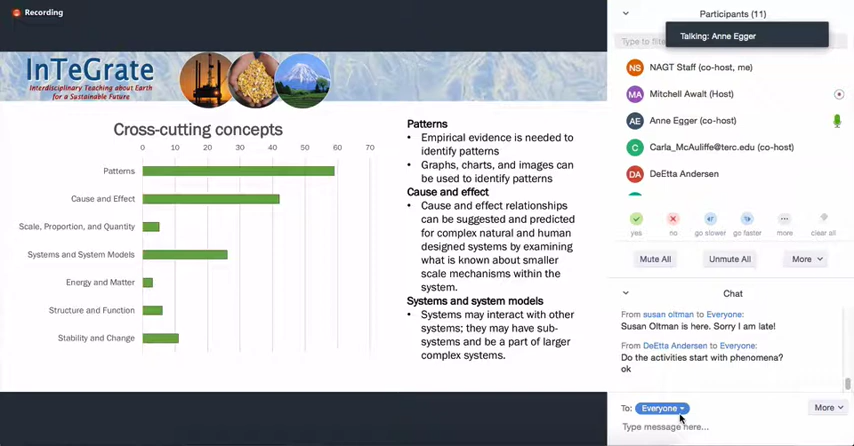 Recording
InTeGrate
Interdisciplinary Teaching about Earth
for a Sustainable Future
Cross-cutting concepts
0 10 20 30 40 50 60 70
Patterns
Cause and Effect
Scale, Proportion, and Quantity
Systems and System Models
Energy and Matter
Structure and Function
Stability and Change
Patterns
• Empirical evidence is needed to
identify patterns
• Graphs, charts, and images can
be used to identify patterns
Cause and effect
• Cause and effect relationships
can be suggested and predicted
for complex natural and human
designed systems by examining
what is known about smaller
scale mechanisms within the
system.
Systems and system models
• Systems may interact with other
systems; they may have sub-
systems and be a part of larger
complex systems.
Participants (11)
Talking: Anne Egger
Type to filte
NS NAGT Staff (co-host, me)
MA Mitchell Awalt (Host)
AE Anne Egger (co-host)
C Carla_McAuliffe@terc.edu (co-host)
DA DeEtta Andersen
yes no go slower go faster more clear all
Mute All Unmute All More
Chat
From susan oltman to Everyone:
Susan Oltman is here. Sorry I am late!
From DeEtta Andersen to Everyone:
Do the activities start with phenomena?
ok
To: Everyone More
Type message here...